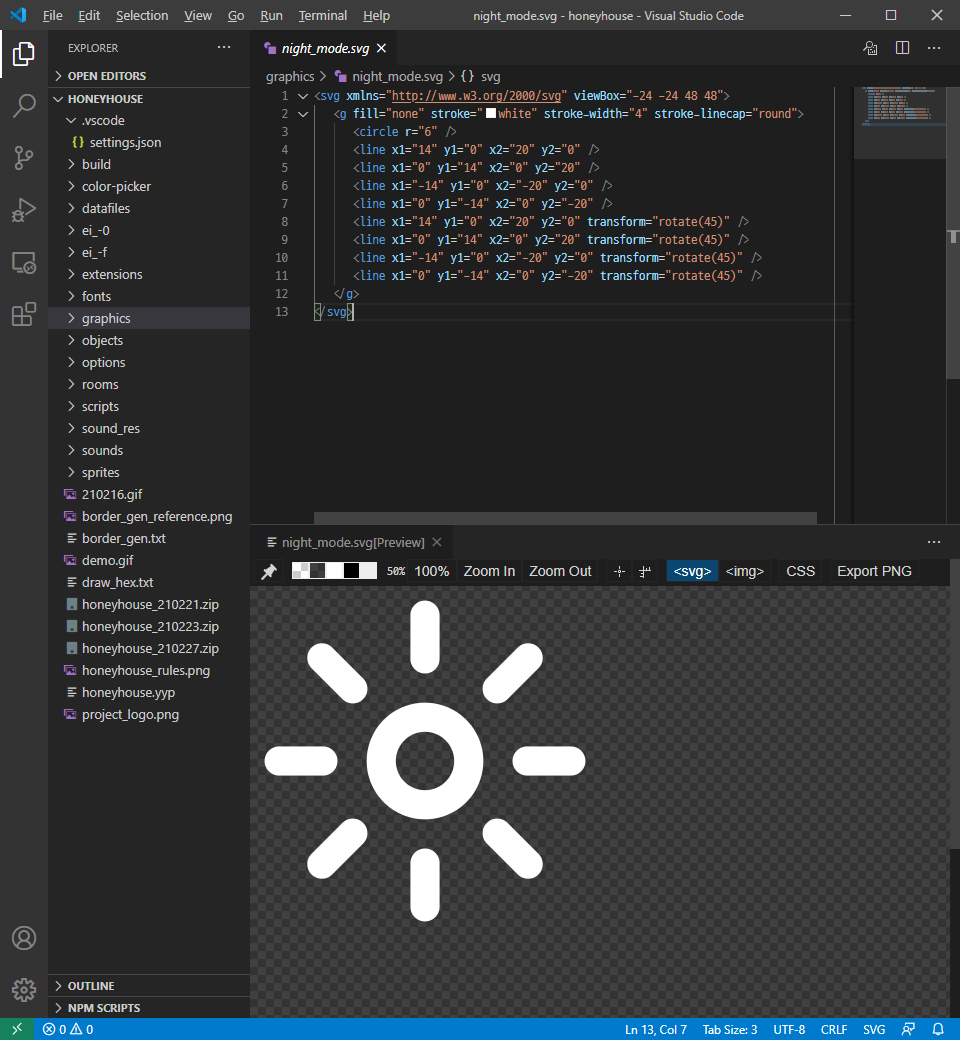 File Edit Selection View Go Run Terminal Help night_mode.svg - honeyhouse - Visual Studio Code
EXPLORER
OPEN EDITORS
HONEYHOUSE
.vscode
{} settings.json
build
color-picker
datafiles
ei_-0
ei_-f
extensions
fonts
graphics
objects
options
rooms
scripts
sound_res
sounds
sprites
210216.gif
border_gen_reference.png
border_gen.txt
demo.gif
draw_hex.txt
honeyhouse_210221.zip
honeyhouse_210223.zip
honeyhouse_210227.zip
honeyhouse_rules.png
honeyhouse.yyp
project_logo.png
OUTLINE
NPM SCRIPTS
night_mode.svg
graphics > night_mode.svg > {} svg
1 <svg xmlns="http://www.w3.org/2000/svg" viewBox="-24 -24 48 48">
2 <g fill="none" stroke="white" stroke-width="4" stroke-linecap="round">
3 <circle r="6" />
4 <line x1="14" y1="0" x2="20" y2="0" />
5 <line x1="0" y1="14" x2="0" y2="20" />
6 <line x1="-14" y1="0" x2="-20" y2="0" />
7 <line x1="0" y1="-14" x2="0" y2="-20" />
8 <line x1="14" y1="0" x2="20" y2="0" transform="rotate(45)" />
9 <line x1="0" y1="14" x2="0" y2="20" transform="rotate(45)" />
10 <line x1="-14" y1="0" x2="-20" y2="0" transform="rotate(45)" />
11 <line x1="0" y1="-14" x2="0" y2="-20" transform="rotate(45)" />
12 </g>
13 </svg>
night_mode.svg[Preview]
50% 100% Zoom In Zoom Out <svg> <img> CSS Export PNG
0 0 Ln 13, Col 7 Tab Size: 3 UTF-8 CRLF SVG